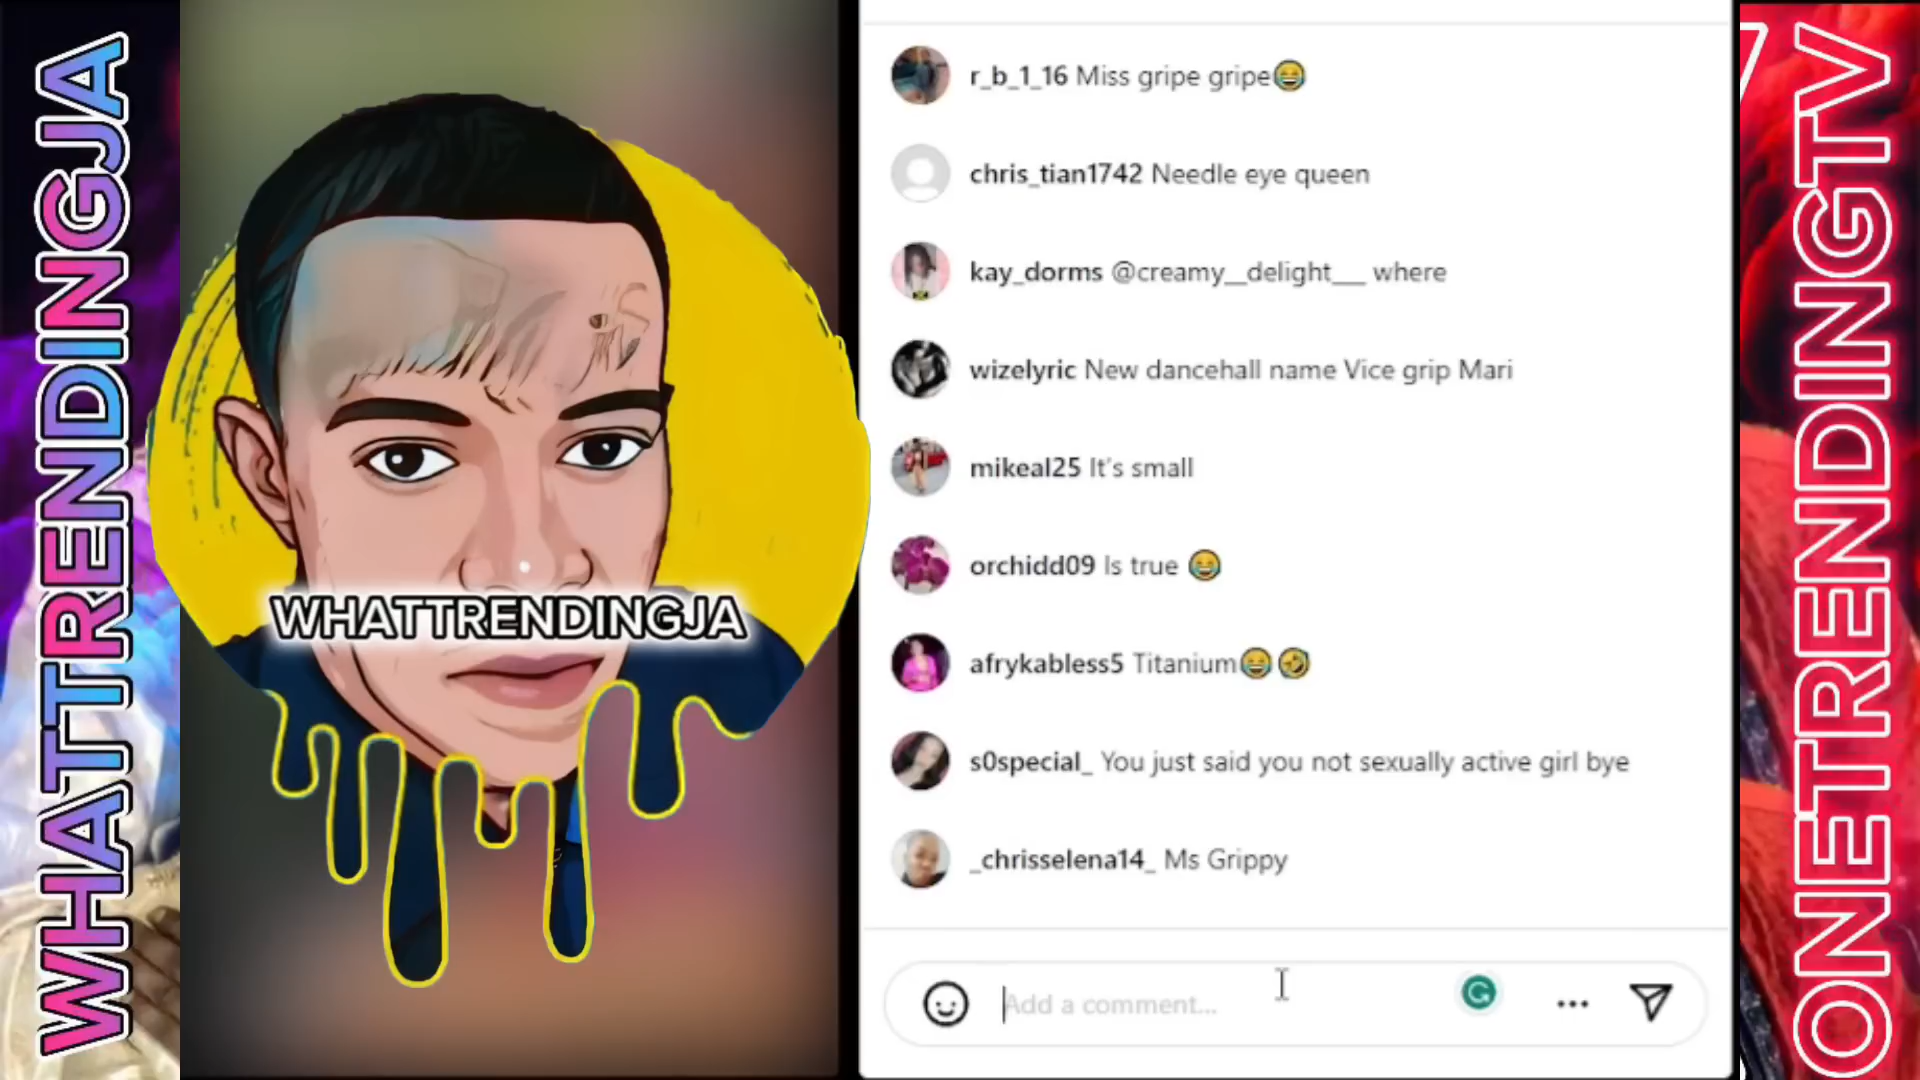 WHATTRENDINGJA
WHATTRENDINGJA
r_b_1_16 Miss gripe gripe😂
chris_tian1742 Needle eye queen
kay_dorms @creamy__delight___ where
wizelyric New dancehall name Vice grip Mari
mikeal25 It's small
orchidd09 Is true 😂
afrykabless5 Titanium😂🤣
s0special_ You just said you not sexually active girl bye
_chrisselena14_ Ms Grippy
Add a comment...
ONETRENDINGTV